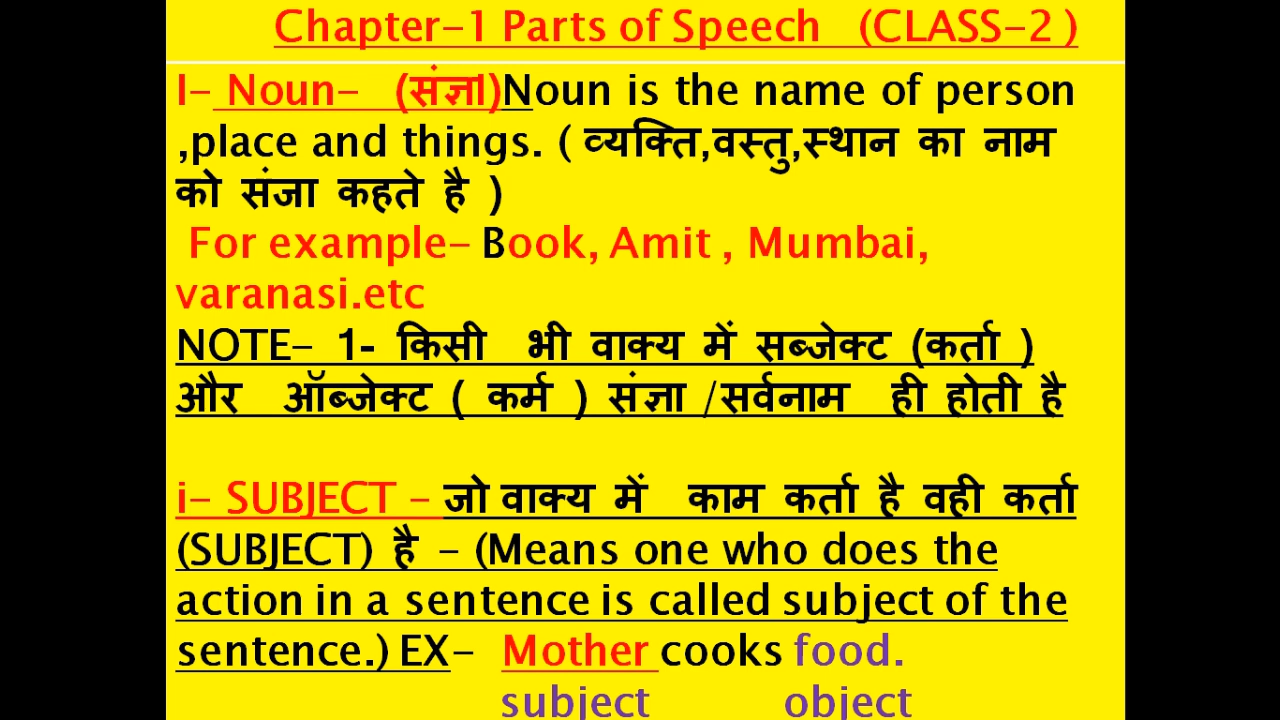 Chapter-1 Parts of Speech (CLASS-2 )
I- Noun- (संज्ञाI)Noun is the name of person
,place and things. ( व्यक्ति,वस्तु,स्थान का नाम
को संजा कहते है )
For example- Book, Amit , Mumbai,
varanasi.etc
NOTE- 1- किसी भी वाक्य में सब्जेक्ट (कर्ता )
और ऑब्जेक्ट ( कर्म ) संज्ञा /सर्वनाम ही होती है
i- SUBJECT - जो वाक्य में काम कर्ता है वही कर्ता
(SUBJECT) है - (Means one who does the
action in a sentence is called subject of the
sentence.) EX- Mother cooks food.
subject object